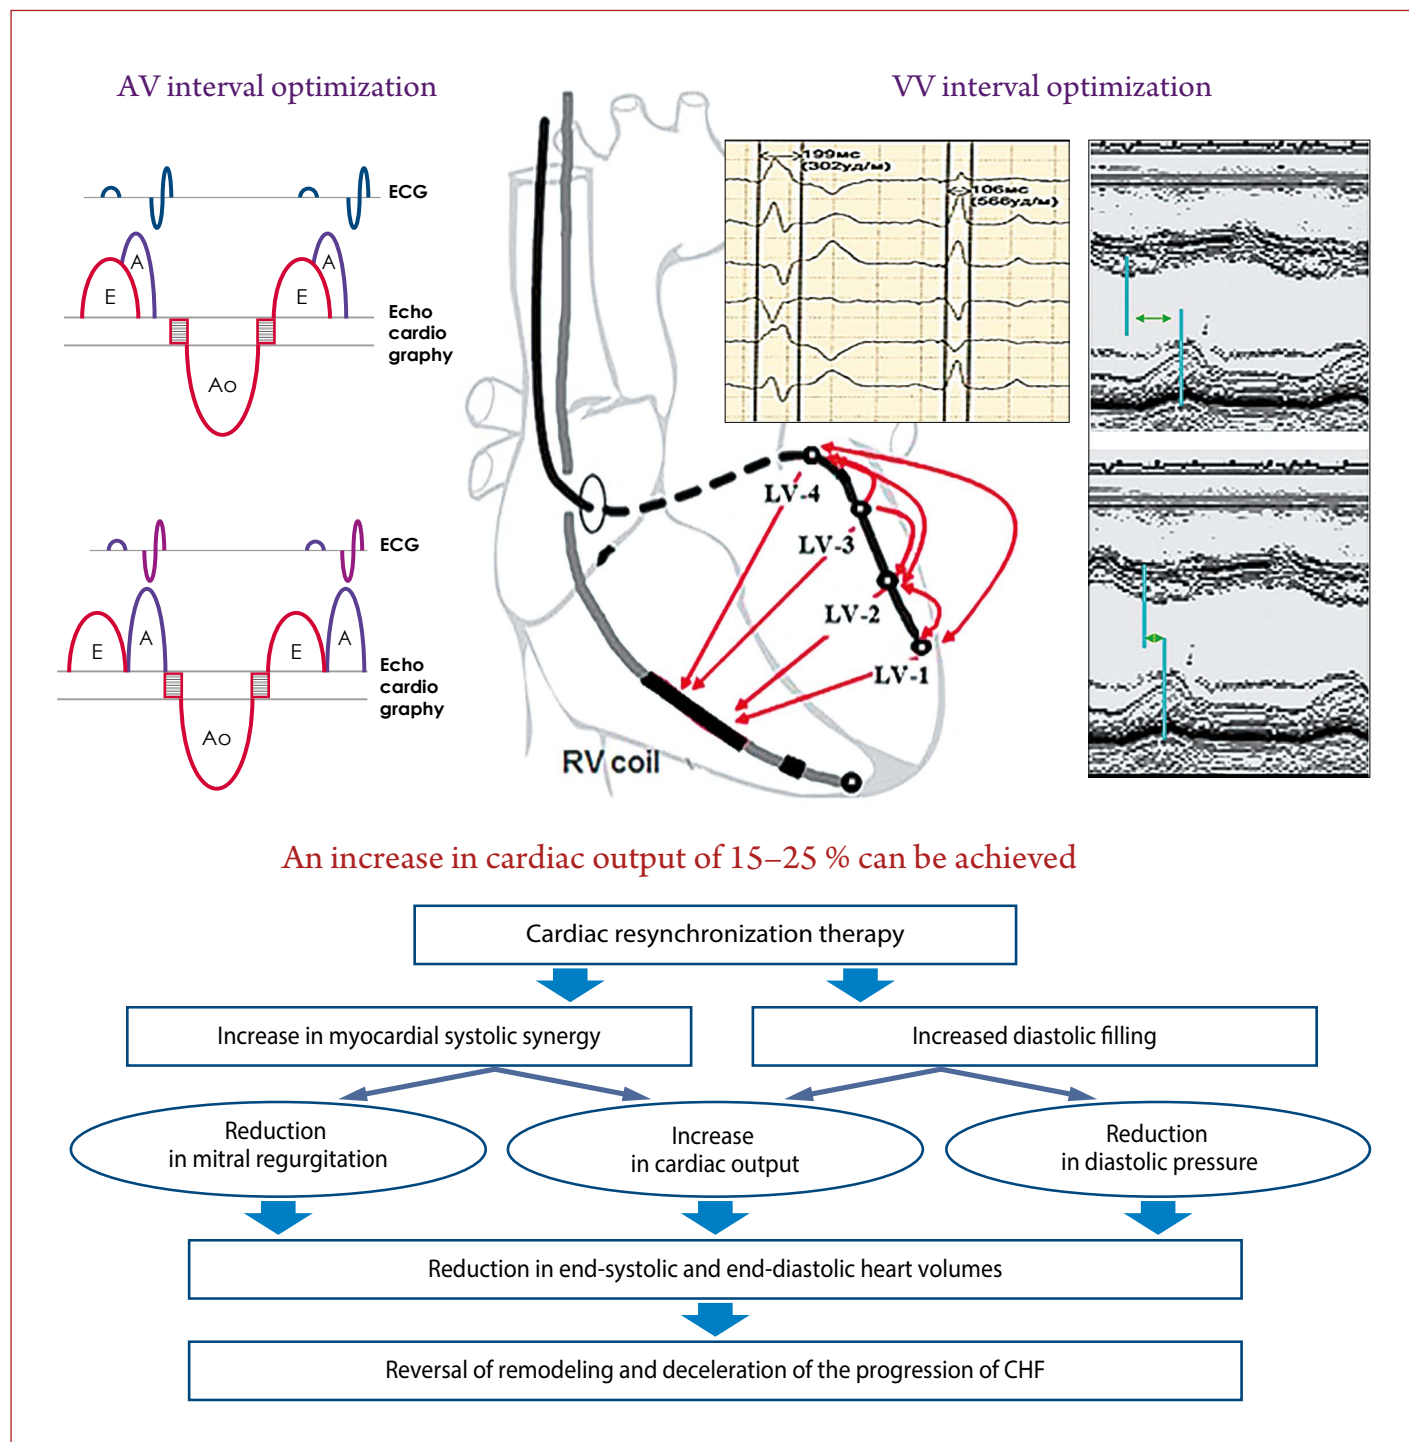 AV interval optimization
VV interval optimization
ECG
E
A
E
A
Echo
cardio
graphy
Ao
ECG
E
A
E
A
Echo
cardio
graphy
Ao
199мс
(302уд/м)
106мс
(566уд/м)
LV-4
LV-3
LV-2
LV-1
RV coil
An increase in cardiac output of 15–25 % can be achieved
Cardiac resynchronization therapy
Increase in myocardial systolic synergy
Increased diastolic filling
Reduction
in mitral regurgitation
Increase
in cardiac output
Reduction
in diastolic pressure
Reduction in end-systolic and end-diastolic heart volumes
Reversal of remodeling and deceleration of the progression of CHF